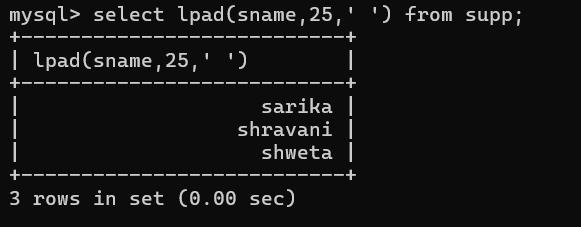 mysql> select lpad(sname,25,' ') from supp;
+---------------------------+
| lpad(sname,25,' ')        |
+---------------------------+
|                    sarika |
|                  shravani |
|                    shweta |
+---------------------------+
3 rows in set (0.00 sec)